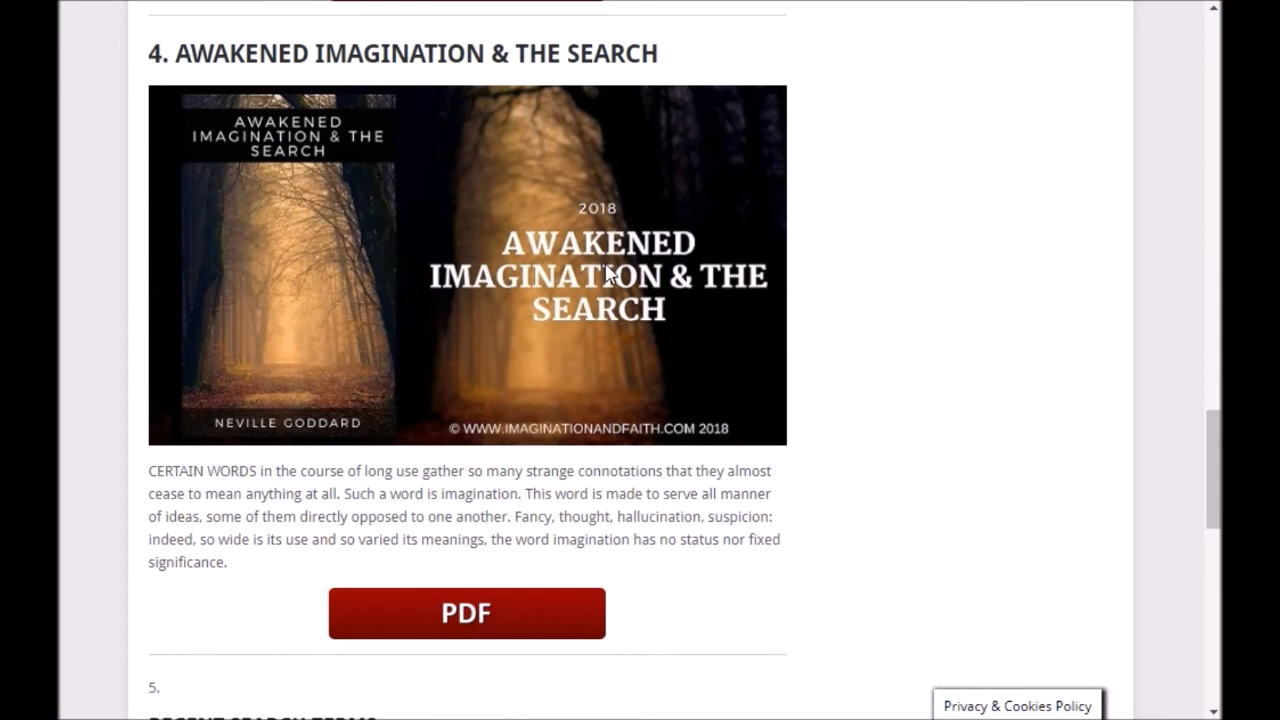 4. AWAKENED IMAGINATION & THE SEARCH
AWAKENED
IMAGINATION & THE
SEARCH
NEVILLE GODDARD
2018
AWAKENED
IMAGINATION & THE
SEARCH
© WWW.IMAGINATIONANDFAITH.COM 2018
CERTAIN WORDS in the course of long use gather so many strange connotations that they almost
cease to mean anything at all. Such a word is imagination. This word is made to serve all manner
of ideas, some of them directly opposed to one another. Fancy, thought, hallucination, suspicion:
indeed, so wide is its use and so varied its meanings, the word imagination has no status nor fixed
significance.
PDF
5.
RECENT SEARCH TERMS
Privacy & Cookies Policy